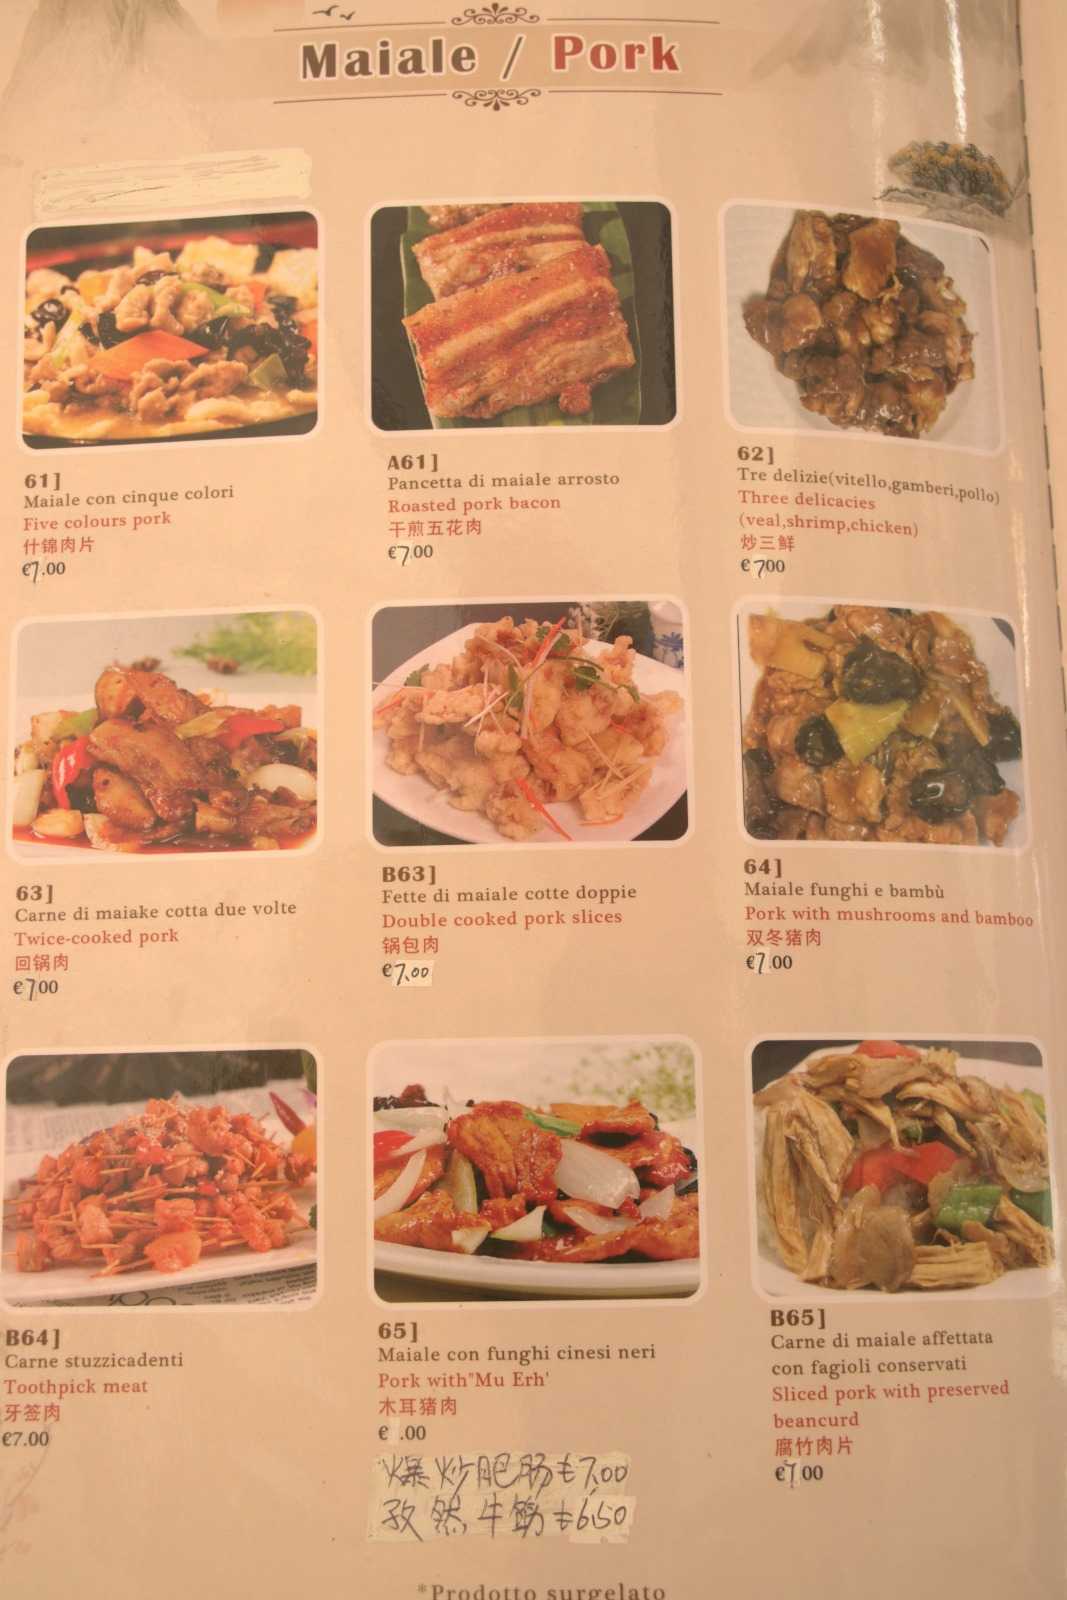 Maiale / Pork
61]
Maiale con cinque colori
Five colours pork
什锦肉片
€7.00
A61]
Pancetta di maiale arrosto
Roasted pork bacon
干煎五花肉
€7.00
62]
Tre delizie(vitello,gamberi,pollo)
Three delicacies
(veal,shrimp,chicken)
炒三鲜
€ 700
63]
Carne di maiake cotta due volte
Twice-cooked pork
回锅肉
€700
B63]
Fette di maiale cotte doppie
Double cooked pork slices
锅包肉
€7.00
64]
Maiale funghi e bambù
Pork with mushrooms and bamboo
双冬猪肉
€7.00
B64]
Carne stuzzicadenti
Toothpick meat
牙签肉
€7.00
65]
Maiale con funghi cinesi neri
Pork with"Mu Erh'
木耳猪肉
€ .00
爆炒肥肠€7.00
孜然牛筋€6.50
B65]
Carne di maiale affettata
con fagioli conservati
Sliced pork with preserved
beancurd
腐竹肉片
€7 00
*Prodotto surgelato